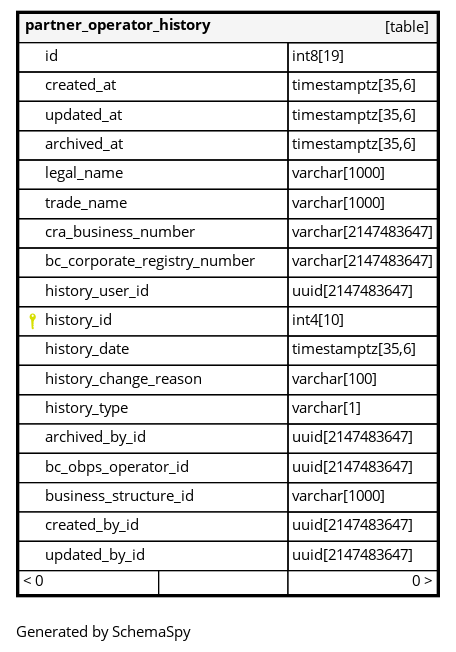 partner_operator_history [table]
id int8[19]
created_at timestamptz[35,6]
updated_at timestamptz[35,6]
archived_at timestamptz[35,6]
legal_name varchar[1000]
trade_name varchar[1000]
cra_business_number varchar[2147483647]
bc_corporate_registry_number varchar[2147483647]
history_user_id uuid[2147483647]
history_id int4[10]
history_date timestamptz[35,6]
history_change_reason varchar[100]
history_type varchar[1]
archived_by_id uuid[2147483647]
bc_obps_operator_id uuid[2147483647]
business_structure_id varchar[1000]
created_by_id uuid[2147483647]
updated_by_id uuid[2147483647]
< 0 0 >
Generated by SchemaSpy